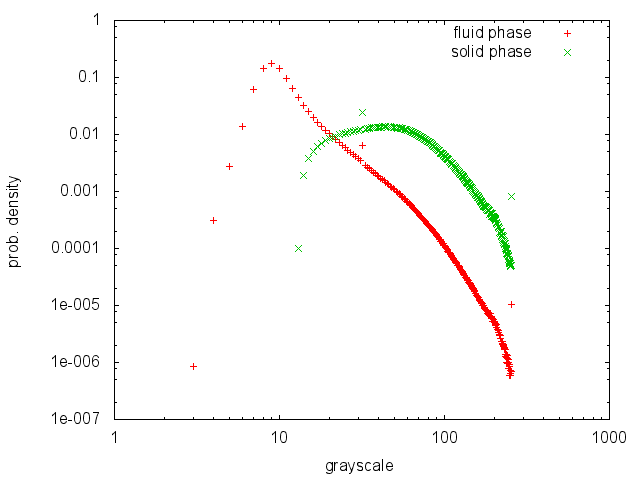 fluid phase
solid phase
1
0.1
0.01
0.001
0.0001
1e-005
1e-006
1e-007
prob. density
1 10 100 1000
grayscale